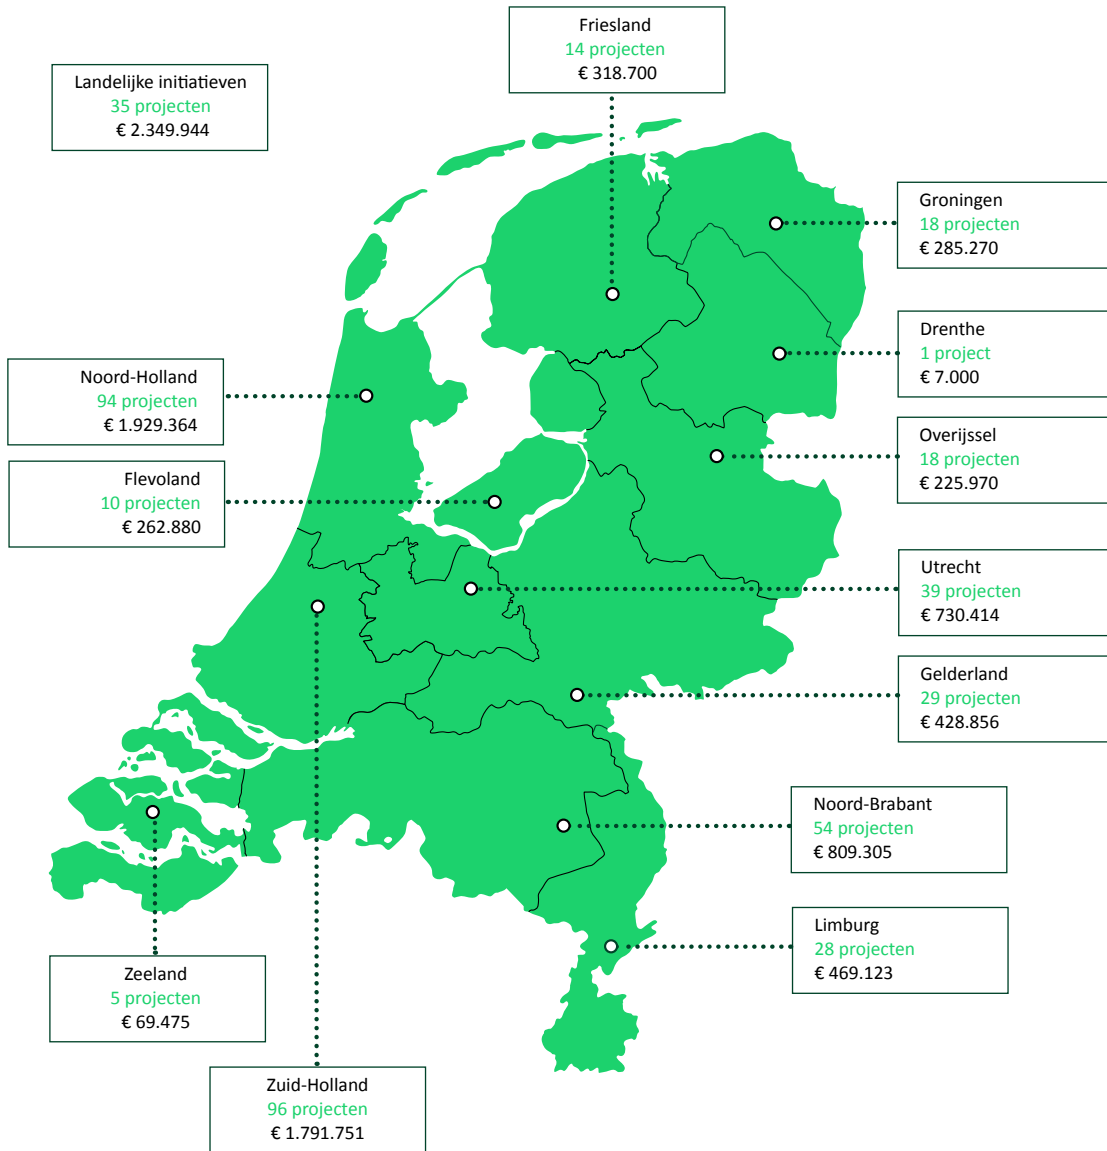 Friesland
14 projecten
€ 318.700
Landelijke initiatieven
35 projecten
€ 2.349.944
Groningen
18 projecten
€ 285.270
Drenthe
1 project
€ 7.000
Noord-Holland
94 projecten
€ 1.929.364
Overijssel
18 projecten
€ 225.970
Flevoland
10 projecten
€ 262.880
Utrecht
39 projecten
€ 730.414
Gelderland
29 projecten
€ 428.856
Noord-Brabant
54 projecten
€ 809.305
Limburg
28 projecten
€ 469.123
Zeeland
5 projecten
€ 69.475
Zuid-Holland
96 projecten
€ 1.791.751